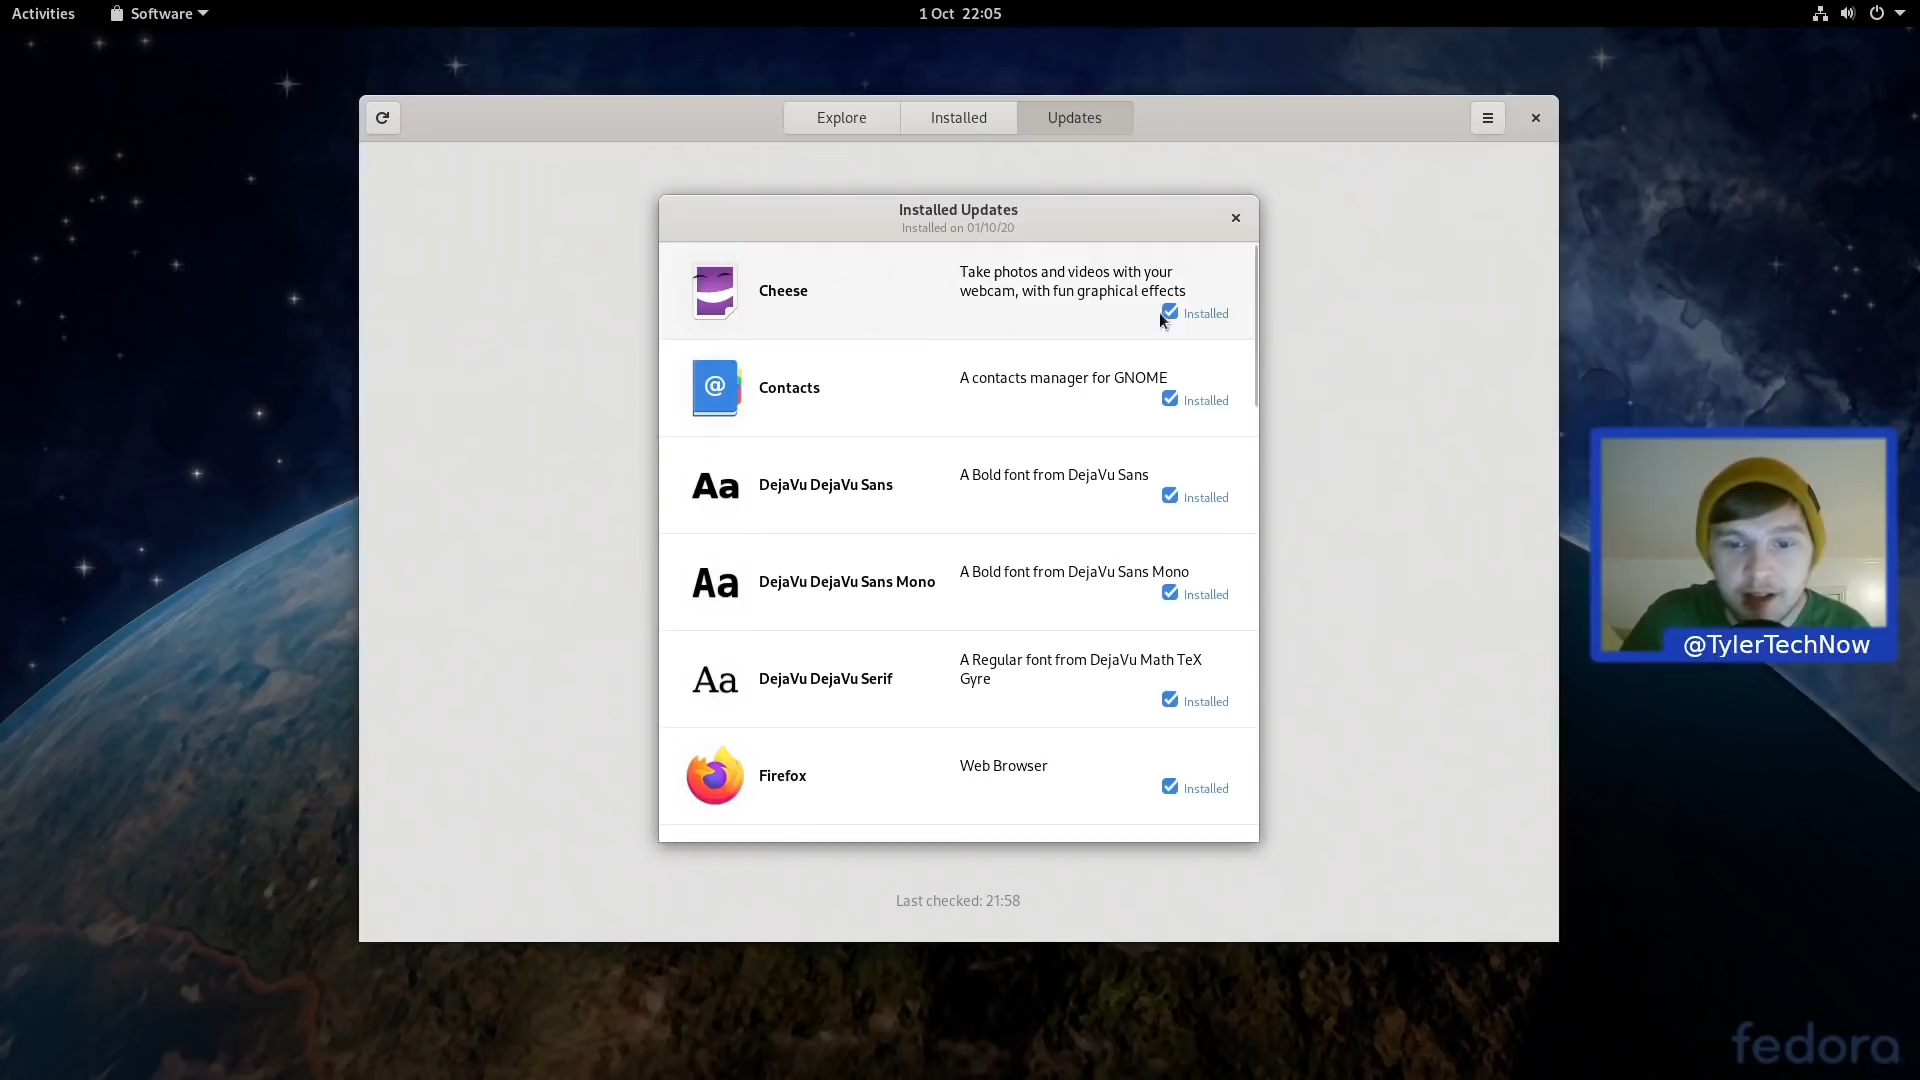 Activities
Software
1 Oct 22:05
Explore
Installed
Updates
Installed Updates
Installed on 01/10/20
Cheese
Take photos and videos with your
webcam, with fun graphical effects
Installed
Contacts
A contacts manager for GNOME
Installed
Aa
DejaVu DejaVu Sans
A Bold font from DejaVu Sans
Installed
Aa
DejaVu DejaVu Sans Mono
A Bold font from DejaVu Sans Mono
Installed
Aa
DejaVu DejaVu Serif
A Regular font from DejaVu Math TeX
Gyre
Installed
Firefox
Web Browser
Installed
Last checked: 21:58
@TylerTechNow
fedora